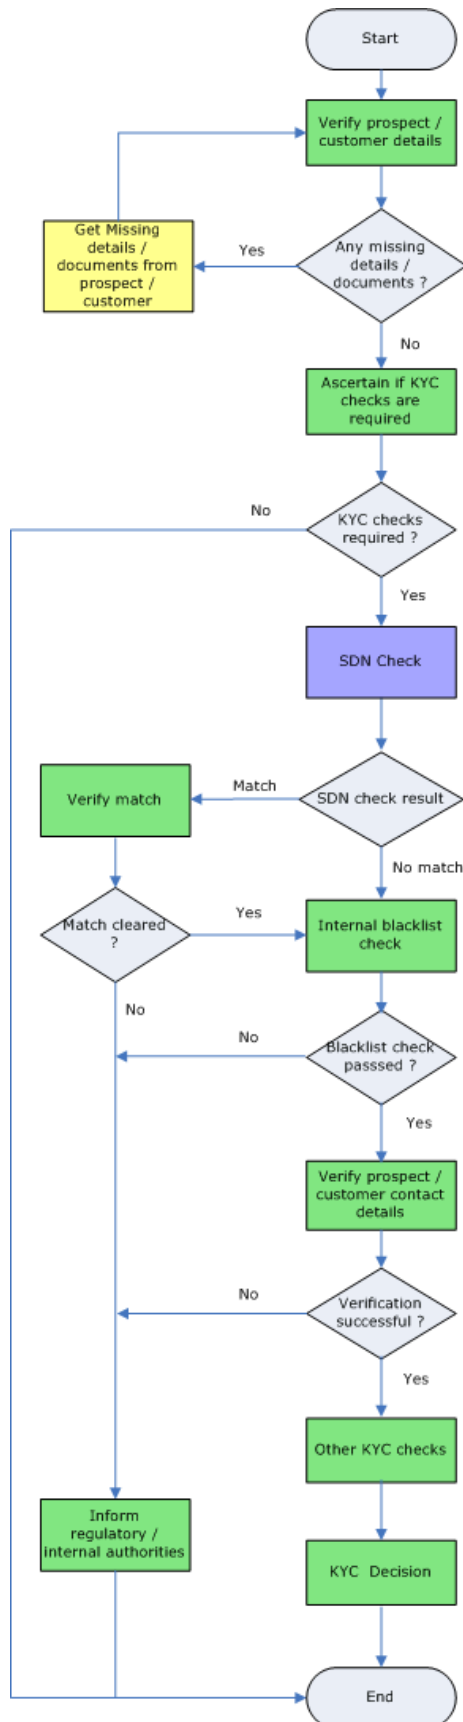 Start
Verify prospect /
customer details
Get Missing
details /
documents from
prospect /
customer
Yes
Any missing
details /
documents ?
No
Ascertain if KYC
checks are
required
No
KYC checks
required ?
Yes
SDN Check
Verify match
Match
SDN check result
No match
Match cleared
?
Yes
Internal blacklist
check
No
No
Blacklist check
passsed ?
Yes
Verify prospect /
customer contact
details
No
Verification
successful ?
Yes
Other KYC checks
Inform
regulatory /
internal authorities
KYC  Decision
End